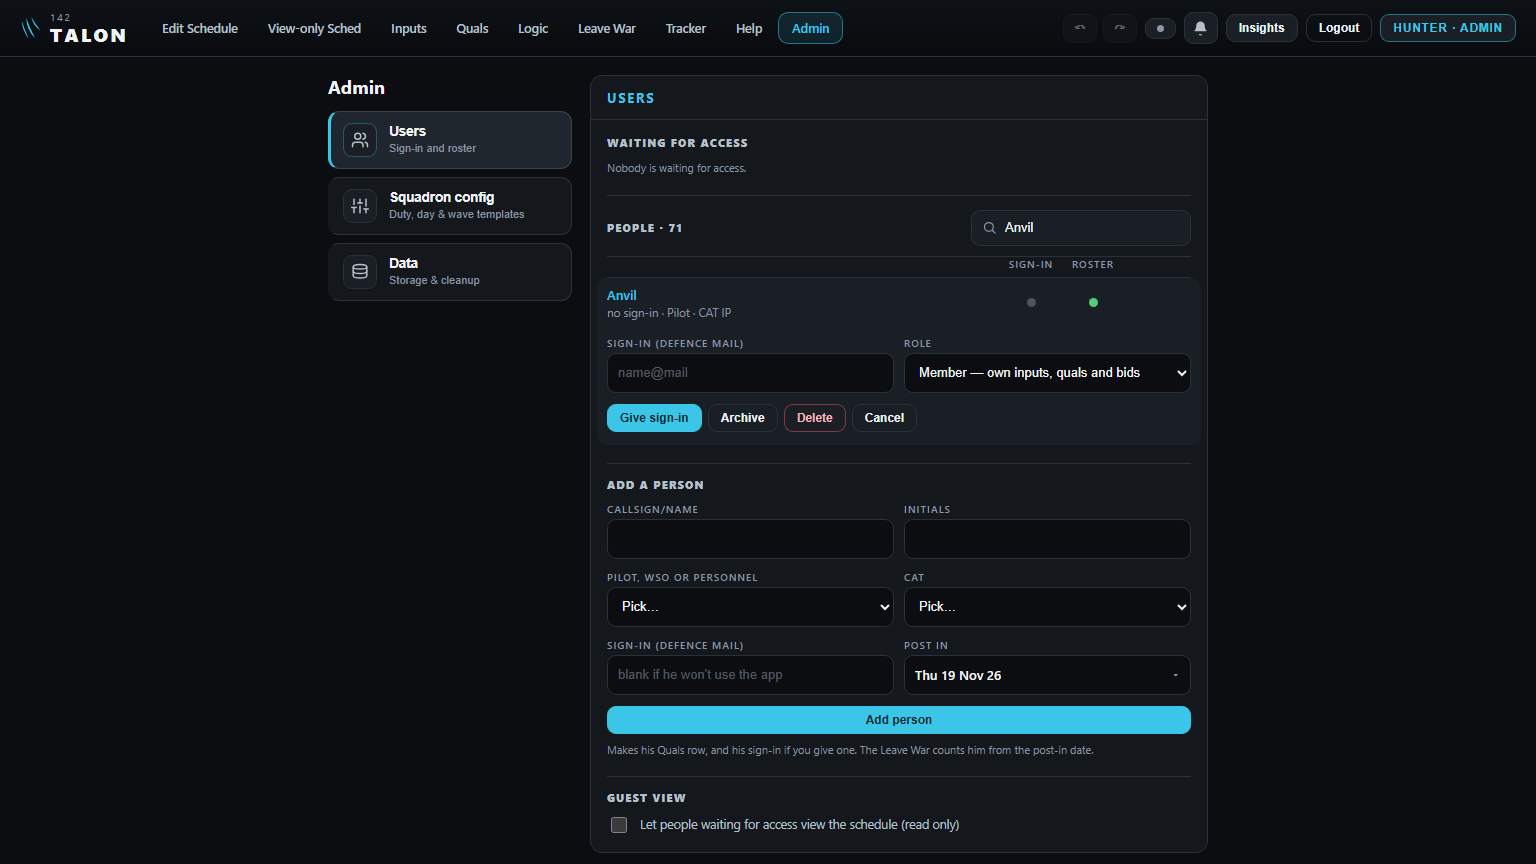 142
TALON
Edit Schedule
View-only Sched
Inputs
Quals
Logic
Leave War
Tracker
Help
Admin
Insights
Logout
HUNTER · ADMIN
Admin
Users
Sign-in and roster
Squadron config
Duty, day & wave templates
Data
Storage & cleanup
USERS
WAITING FOR ACCESS
Nobody is waiting for access.
PEOPLE · 71
Anvil
SIGN-IN ROSTER
Anvil
no sign-in · Pilot · CAT IP
SIGN-IN (DEFENCE MAIL)
ROLE
name@mail
Member — own inputs, quals and bids
Give sign-in
Archive
Delete
Cancel
ADD A PERSON
CALLSIGN/NAME
INITIALS
PILOT, WSO OR PERSONNEL
CAT
Pick...
Pick...
SIGN-IN (DEFENCE MAIL)
POST IN
blank if he won't use the app
Thu 19 Nov 26
Add person
Makes his Quals row, and his sign-in if you give one. The Leave War counts him from the post-in date.
GUEST VIEW
Let people waiting for access view the schedule (read only)